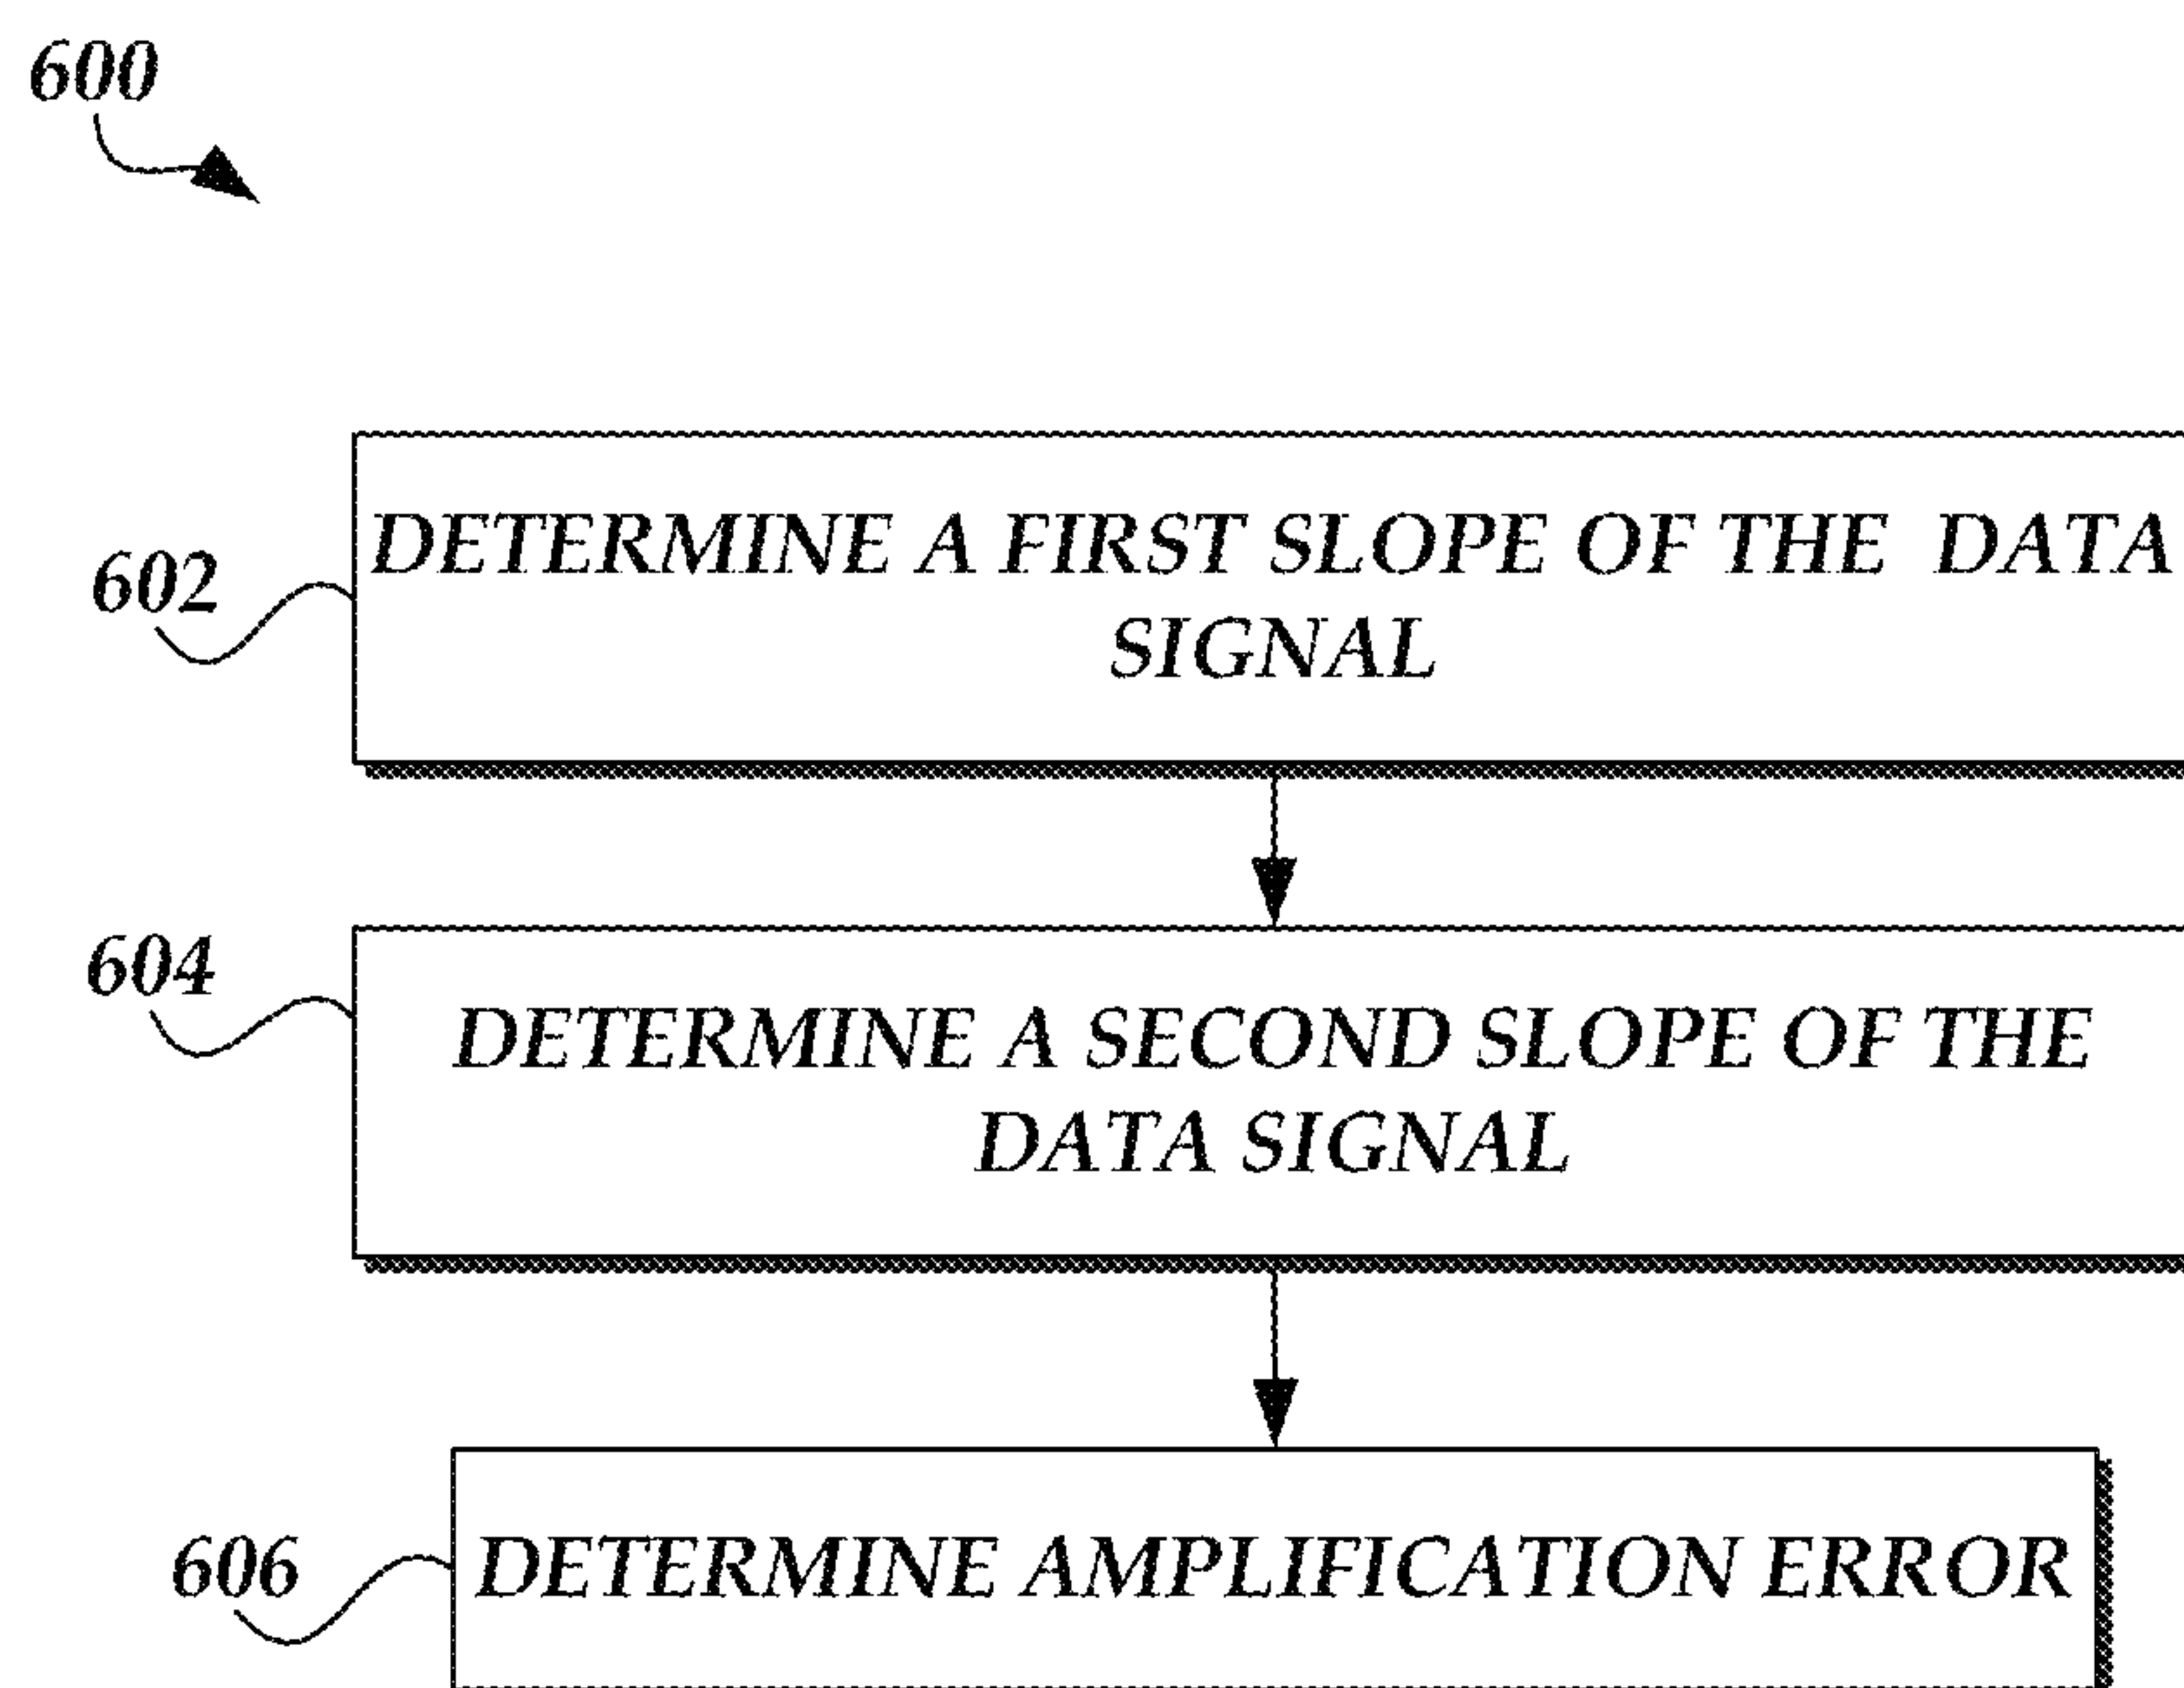 600
602
DETERMINE A FIRST SLOPE OF THE DATA
SIGNAL
604
DETERMINE A SECOND SLOPE OF THE
DATA SIGNAL
606
DETERMINE AMPLIFICATION ERROR